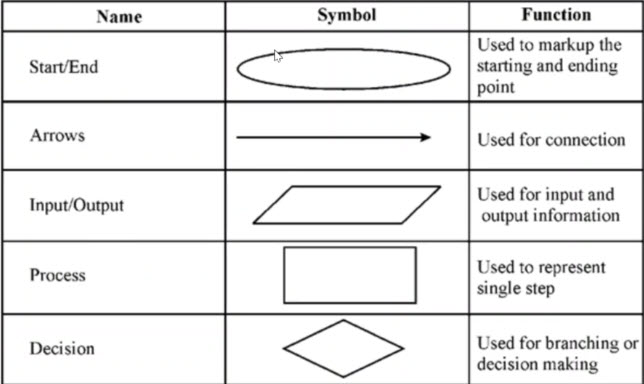 Name Symbol Function
Start/End
Used to markup the
starting and ending
point
Arrows
Used for connection
Input/Output
Used for input and
output information
Process
Used to represent
single step
Decision
Used for branching or
decision making